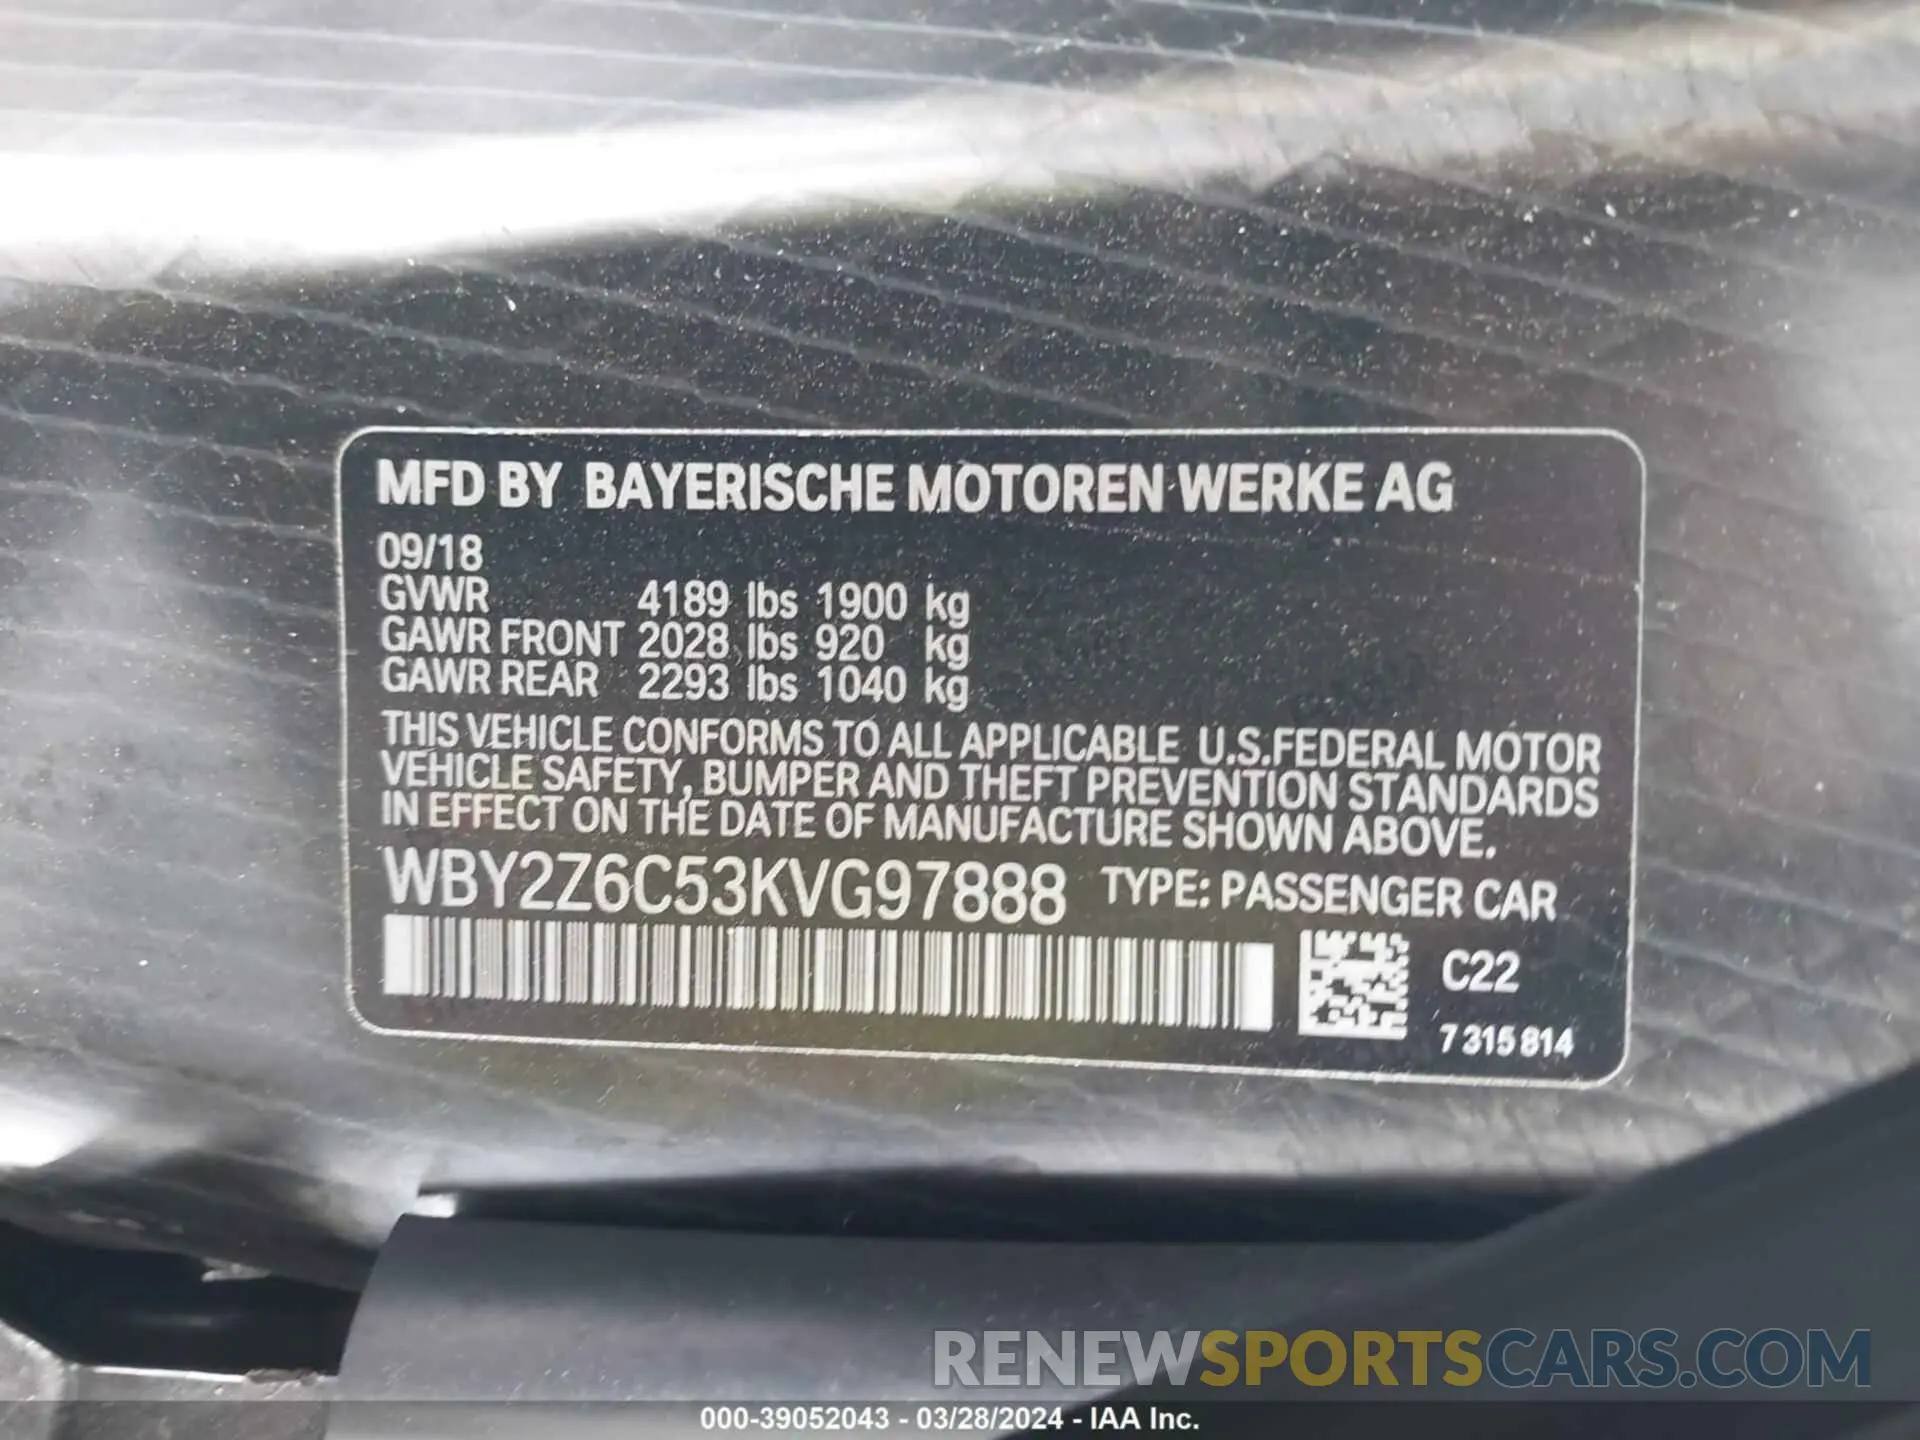 MFD BY BAYERISCHE MOTOREN WERKE AG
09/18
GVWR 4189 lbs 1900 kg
GAWR FRONT 2028 lbs 920 kg
GAWR REAR 2293 lbs 1040 kg
THIS VEHICLE CONFORMS TO ALL APPLICABLE U.S.FEDERAL MOTOR
VEHICLE SAFETY, BUMPER AND THEFT PREVENTION STANDARDS
IN EFFECT ON THE DATE OF MANUFACTURE SHOWN ABOVE.
WBY2Z6C53KVG97888 TYPE: PASSENGER CAR
C22
7 315 814
RENEWSPORTSCARS.COM
000-39052043 - 03/28/2024 - IAA Inc.